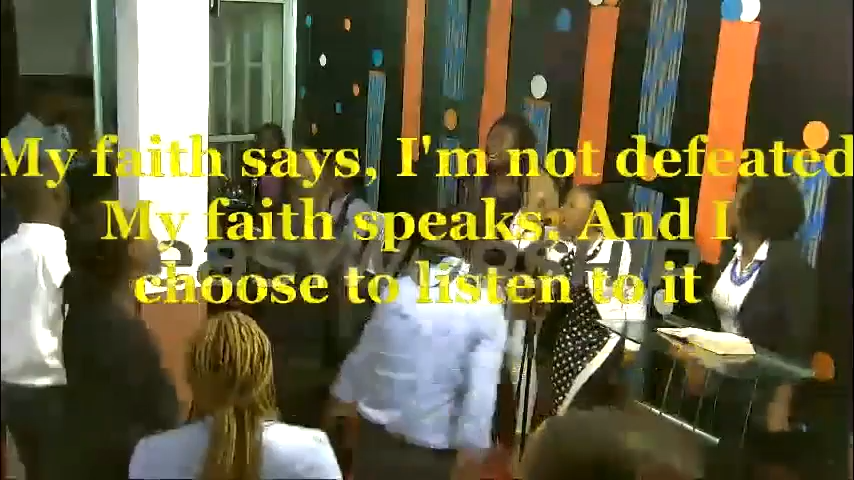 My faith says, I'm not defeated
My faith speaks. And I
choose to listen to it